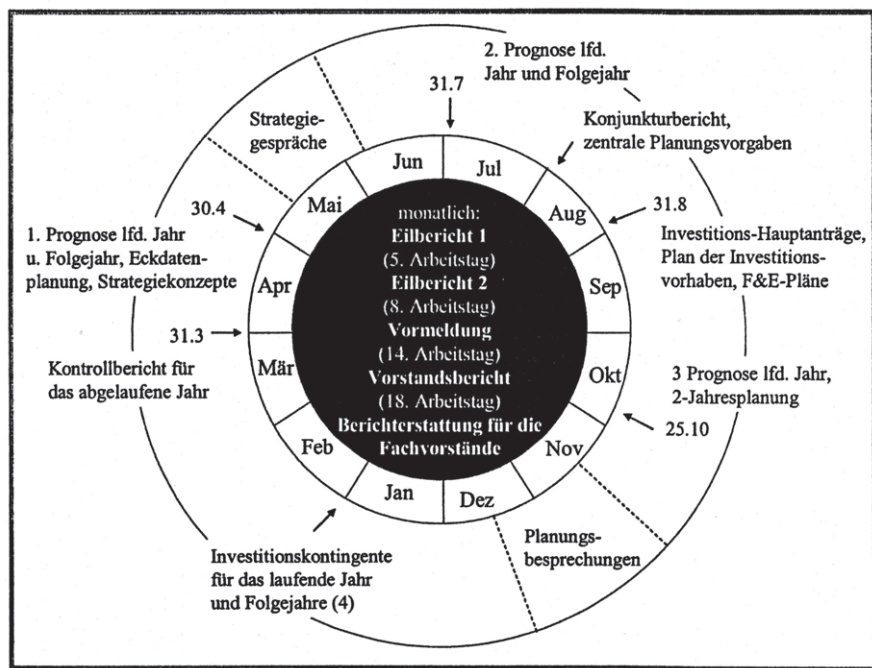 2. Prognose lfd.
Jahr und Folgejahr
31.7
Strategie-
gespräche
Konjunkturbericht,
zentrale Planungsvorgaben
Jun
Jul
Mai
Aug
30.4
31.8
1. Prognose lfd. Jahr
u. Folgejahr, Eckdaten-
planung, Strategiekonzepte
Investitions-Hauptanträge,
Plan der Investitions-
vorhaben, F&E-Pläne
Apr
Sep
monatlich:
Eilbericht 1
(5. Arbeitstag)
Eilbericht 2
(8. Arbeitstag)
Vormeldung
(14. Arbeitstag)
Vorstandsbericht
(18. Arbeitstag)
Berichterstattung für die
Fachvorstände
31.3
Kontrollbericht für
das abgelaufene Jahr
Mär
Okt
3 Prognose lfd. Jahr,
2-Jahresplanung
25.10
Feb
Nov
Jan
Dez
Investitionskontingente
für das laufende Jahr
und Folgejahre (4)
Planungs-
besprechungen